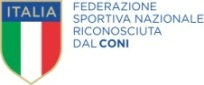 ITALIA
FEDERAZIONE
SPORTIVA NAZIONALE
RICONOSCIUTA
DAL CONI